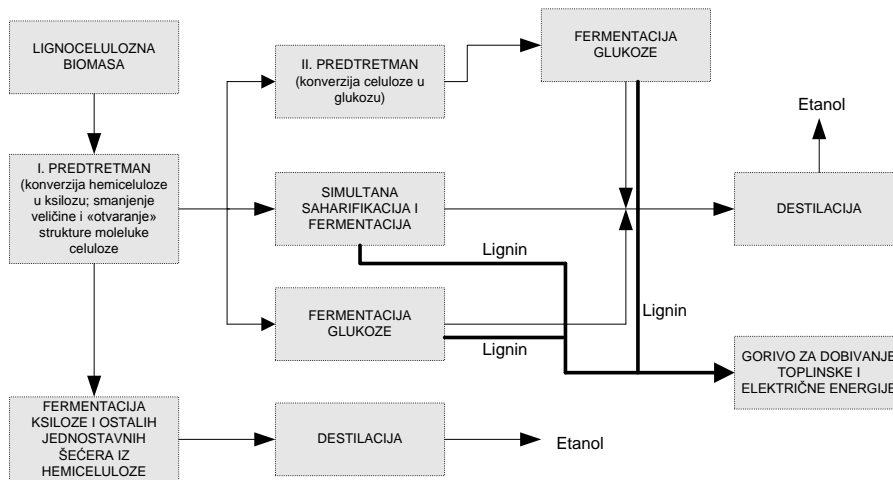 LIGNOCELULOZNA
BIOMASA
II. PREDTRETMAN
(konverzija celuloze u
glukozu)
FERMENTACIJA
GLUKOZE
Etanol
I. PREDTRETMAN
(konverzija hemiceluloze
u ksilozu; smanjenje
veličine i «otvaranje»
strukture moleluke
celuloze
SIMULTANA
SAHARIFIKACIJA I
FERMENTACIJA
DESTILACIJA
Lignin
FERMENTACIJA
GLUKOZE
Lignin
Lignin
GORIVO ZA DOBIVANJE
TOPLINSKE I
ELEKTRIČNE ENERGIJE
FERMENTACIJA
KSILOZE I OSTALIH
JEDNOSTAVNIH
ŠEĆERA IZ
HEMICELULOZE
DESTILACIJA
Etanol